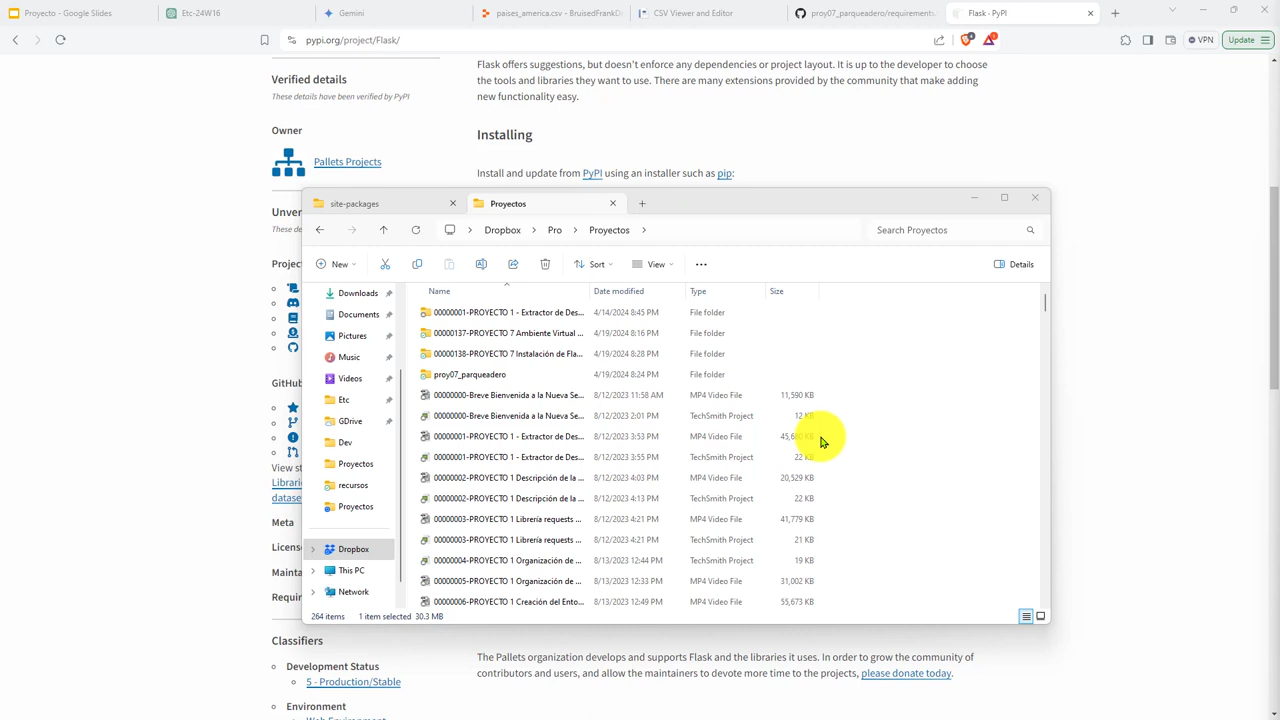 Proyecto - Google Slides
Etc-24W16
Gemini
paises_america.csv - BruisedFrankD
CSV Viewer and Editor
proy07_parqueadero/requirements.
Flask · PyPI
pypi.org/project/Flask/
VPN
Update
Flask offers suggestions, but doesn't enforce any dependencies or project layout. It is up to the developer to choose
the tools and libraries they want to use. There are many extensions provided by the community that make adding
new functionality easy.
Verified details
These details have been verified by PyPI
Owner
Pallets Projects
Installing
Install and update from PyPI using an installer such as pip:
Unver
These de
Project
GitHu
View st
Librari
datase
Meta
Licens
Mainta
Requir
Classifiers
Development Status
5 - Production/Stable
Environment
Web Environment
site-packages
Proyectos
Dropbox
Pro
Proyectos
Search Proyectos
New
Sort
View
Details
Downloads
Documents
Pictures
Music
Videos
Etc
GDrive
Dev
Proyectos
recursos
Proyectos
Dropbox
This PC
Network
Name Date modified Type Size
00000001-PROYECTO 1 - Extractor de Des... 4/14/2024 8:45 PM File folder
00000137-PROYECTO 7 Ambiente Virtual ... 4/19/2024 8:16 PM File folder
00000138-PROYECTO 7 Instalación de Fla... 4/19/2024 8:28 PM File folder
proy07_parqueadero 4/19/2024 8:24 PM File folder
00000000-Breve Bienvenida a la Nueva Se... 8/12/2023 11:58 AM MP4 Video File 11,590 KB
00000000-Breve Bienvenida a la Nueva Se... 8/12/2023 2:01 PM TechSmith Project 12 KB
00000001-PROYECTO 1 - Extractor de Des... 8/12/2023 3:53 PM MP4 Video File 45,680 KB
00000001-PROYECTO 1 - Extractor de Des... 8/12/2023 3:55 PM TechSmith Project 22 KB
00000002-PROYECTO 1 Descripción de la ... 8/12/2023 4:03 PM MP4 Video File 20,529 KB
00000002-PROYECTO 1 Descripción de la ... 8/12/2023 4:13 PM TechSmith Project 22 KB
00000003-PROYECTO 1 Librería requests ... 8/12/2023 4:21 PM MP4 Video File 41,779 KB
00000003-PROYECTO 1 Librería requests ... 8/12/2023 4:21 PM TechSmith Project 21 KB
00000004-PROYECTO 1 Organización de ... 8/13/2023 12:44 PM TechSmith Project 19 KB
00000005-PROYECTO 1 Organización de ... 8/13/2023 12:33 PM MP4 Video File 31,002 KB
00000006-PROYECTO 1 Creación del Ento... 8/13/2023 12:49 PM MP4 Video File 55,673 KB
264 items 1 item selected 30.3 MB
The Pallets organization develops and supports Flask and the libraries it uses. In order to grow the community of
contributors and users, and allow the maintainers to devote more time to the projects, please donate today.